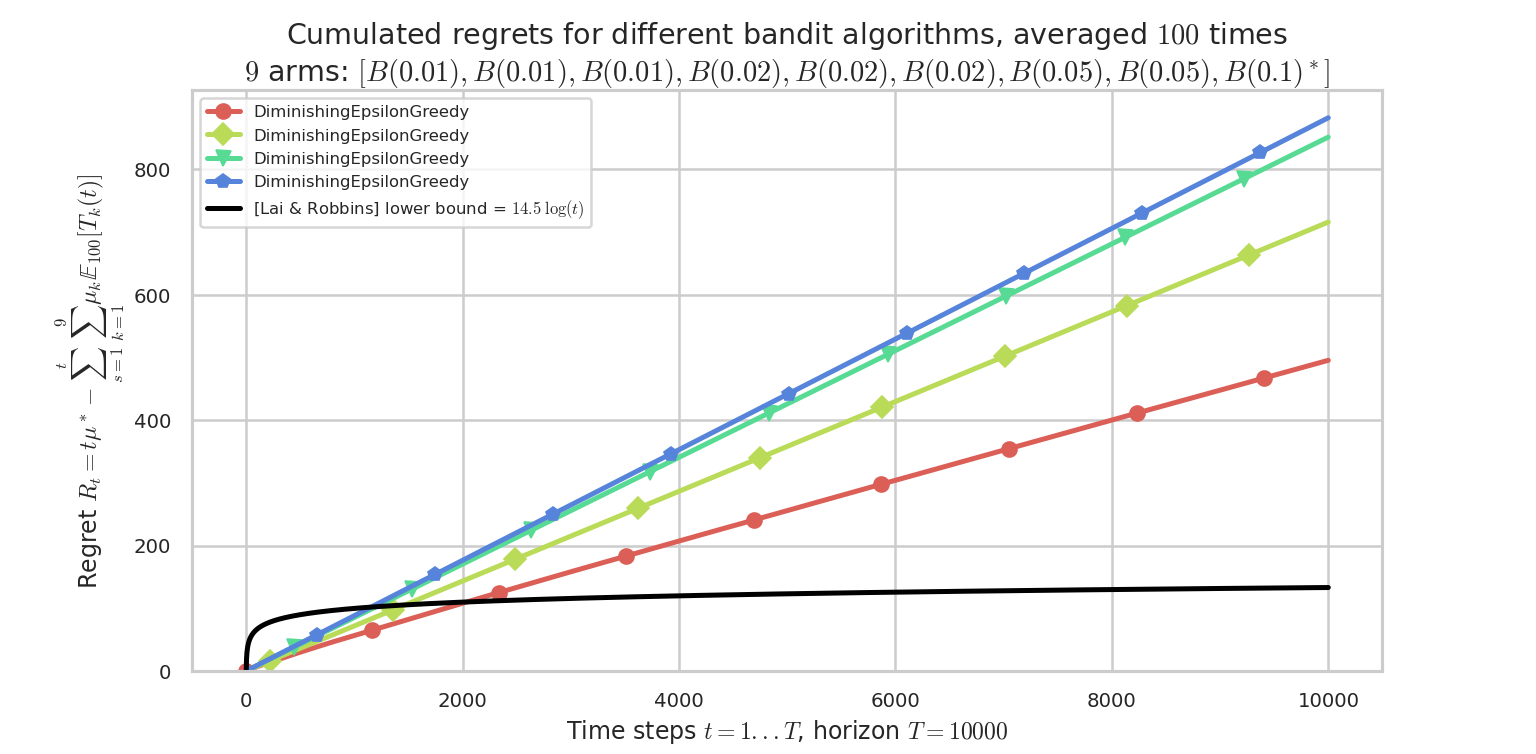 Cumulated regrets for different bandit algorithms, averaged 100 times
9 arms: [B(0.01), B(0.01), B(0.01), B(0.02), B(0.02), B(0.02), B(0.05), B(0.05), B(0.1)*]
DiminishingEpsilonGreedy
DiminishingEpsilonGreedy
DiminishingEpsilonGreedy
DiminishingEpsilonGreedy
[Lai & Robbins] lower bound = 14.5 log(t)
Regret R_t = tμ* − ∑_{s=1}^{t} ∑_{k=1}^{9} μ_k 𝔼_{100}[T_k(t)]
800
600
400
200
0
0 2000 4000 6000 8000 10000
Time steps t = 1...T, horizon T = 10000